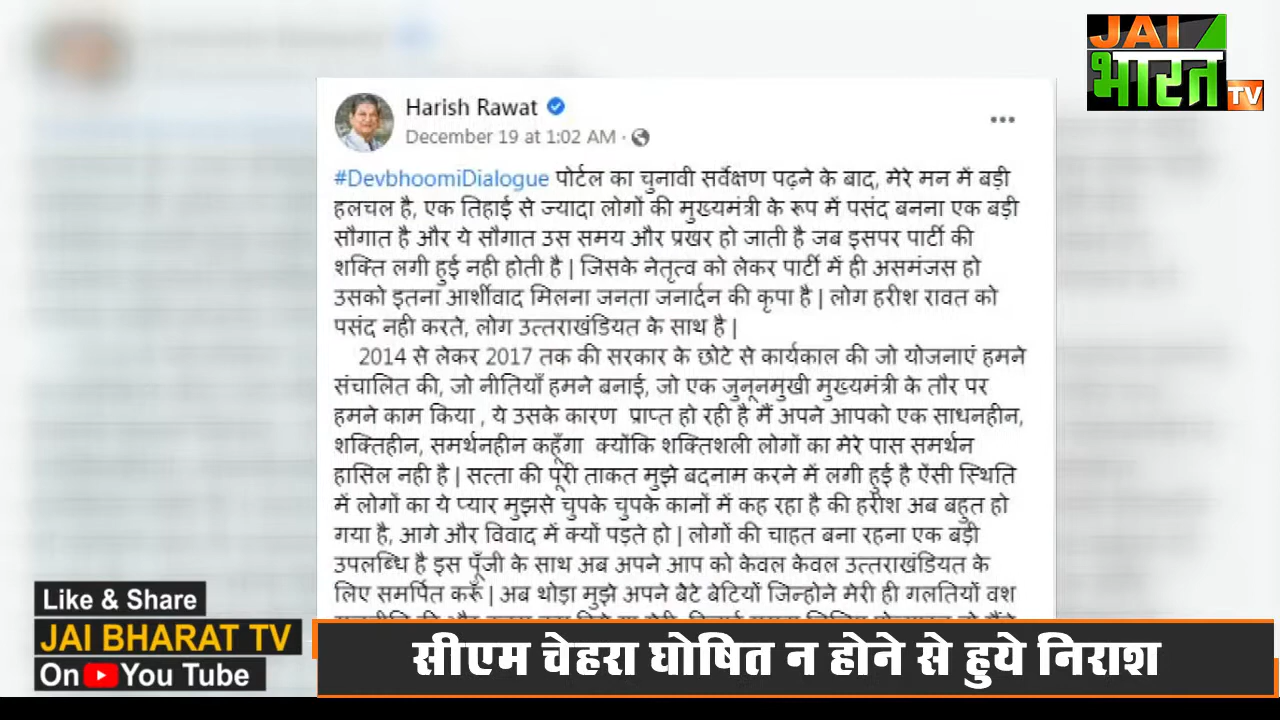 JAI
भारत
TV
Harish Rawat
December 19 at 1:02 AM ·
#DevbhoomiDialogue पोर्टल का चुनावी सर्वेक्षण पढ़ने के बाद, मेरे मन में बड़ी
हलचल है, एक तिहाई से ज्यादा लोगों की मुख्यमंत्री के रूप में पसंद बनना एक बड़ी
सौगात है और ये सौगात उस समय और प्रखर हो जाती है जब इसपर पार्टी की
शक्ति लगी हुई नही होती है | जिसके नेतृत्व को लेकर पार्टी में ही असमंजस हो
उसको इतना आर्शीवाद मिलना जनता जनार्दन की कृपा है | लोग हरीश रावत को
पसंद नही करते, लोग उत्तराखंडियत के साथ है |
2014 से लेकर 2017 तक की सरकार के छोटे से कार्यकाल की जो योजनाएं हमने
संचालित की, जो नीतियाँ हमने बनाई, जो एक जुनूनमुखी मुख्यमंत्री के तौर पर
हमने काम किया , ये उसके कारण प्राप्त हो रही है मैं अपने आपको एक साधनहीन,
शक्तिहीन, समर्थनहीन कहूँगा क्योंकि शक्तिशली लोगों का मेरे पास समर्थन
हासिल नही है | सत्ता की पूरी ताकत मुझे बदनाम करने में लगी हुई है ऐंसी स्थिति
में लोगों का ये प्यार मुझसे चुपके चुपके कानों में कह रहा है की हरीश अब बहुत हो
गया है, आगे और विवाद में क्यों पड़ते हो | लोगों की चाहत बना रहना एक बड़ी
उपलब्धि है इस पूँजी के साथ अब अपने आप को केवल केवल उत्तराखंडियत के
लिए समर्पित करूँ | अब थोड़ा मुझे अपने बेटे बेटियों जिन्होने मेरी ही गलतियों वश
Like & Share
JAI BHARAT TV
On You Tube
सीएम चेहरा घोषित न होने से हुये निराश